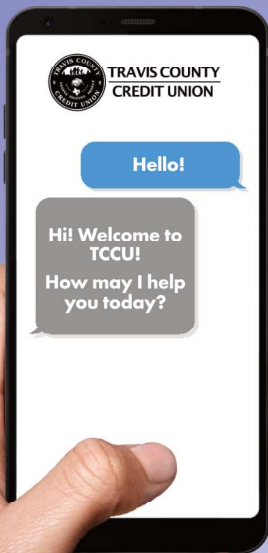 TRAVIS COUNTY
CREDIT UNION
TRAVIS COUNTY
CREDIT UNION
Hello!
Hi! Welcome to
TCCU!
How may I help
you today?